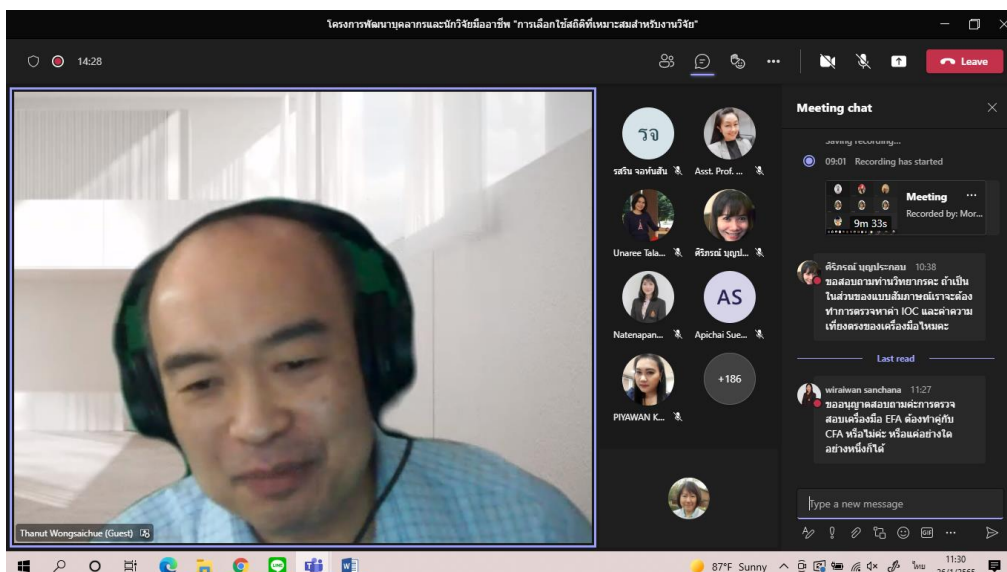 โครงการพัฒนาบุคลากรและนักวิจัยมืออาชีพ "การเลือกใช้สถิติที่เหมาะสมสำหรับงานวิจัย"
14:28
Leave
Meeting chat
Saving recording...
09:01 Recording has started
Meeting
Recorded by: Mor...
9m 33s
รจ
รสริน จอห์นสัน
Asst. Prof. ...
Unaree Tala...
ศิริภรณ์ บุญป...
Natenapan...
AS
Apichai Sue...
PIYAWAN K...
+186
ศิริภรณ์ บุญประกอบ 10:38
ขอสอบถามท่านวิทยากรคะ ถ้าเป็น
ในส่วนของแบบสัมภาษณ์เราจะต้อง
ทำการตรวจหาค่า IOC และค่าความ
เที่ยงตรงของเครื่องมือไหมคะ
Last read
wiraiwan sanchana 11:27
ขออนุญาตสอบถามค่ะการตรวจ
สอบเครื่องมือ EFA ต้องทำคู่กับ
CFA หรือไม่ค่ะ หรือแค่อย่างใด
อย่างหนึ่งก็ได้
Type a new message
GIF
Thanut Wongsaichue (Guest)
87°F Sunny
ไทย
11:30
26/1/2565